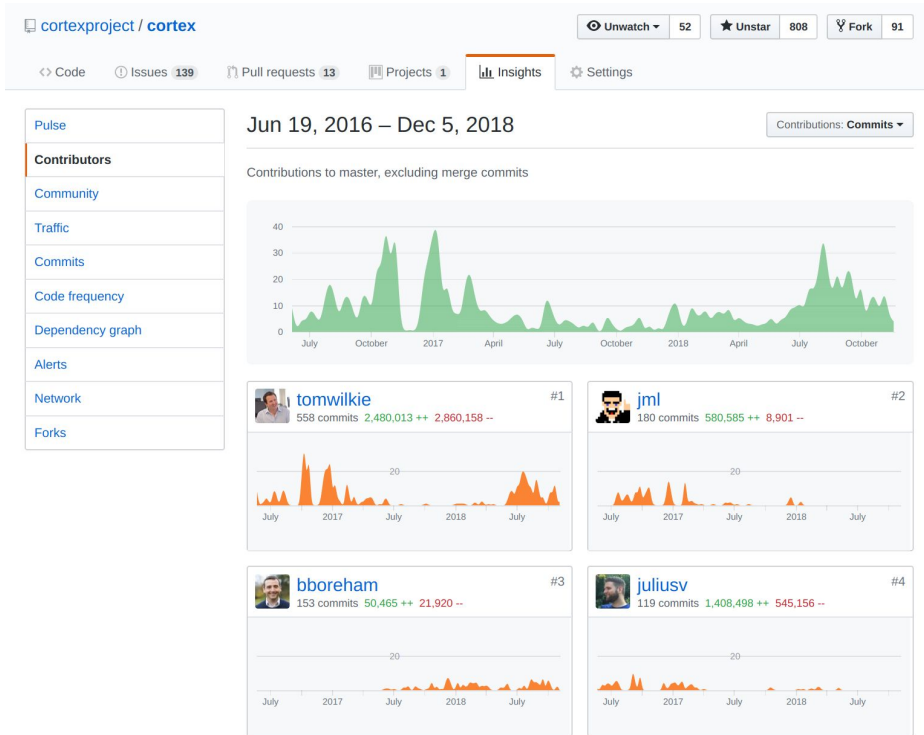 cortexproject / cortex
Unwatch 52 Unstar 808 Fork 91
Code Issues 139 Pull requests 13 Projects 1 Insights Settings
Pulse
Contributors
Community
Traffic
Commits
Code frequency
Dependency graph
Alerts
Network
Forks
Jun 19, 2016 – Dec 5, 2018
Contributions: Commits
Contributions to master, excluding merge commits
40
30
20
10
0
July October 2017 April July October 2018 April July October
tomwilkie #1
558 commits 2,480,013 ++ 2,860,158 --
20
July 2017 July 2018 July
jml #2
180 commits 580,585 ++ 8,901 --
20
July 2017 July 2018 July
bboreham #3
153 commits 50,465 ++ 21,920 --
20
July 2017 July 2018 July
juliusv #4
119 commits 1,408,498 ++ 545,156 --
20
July 2017 July 2018 July